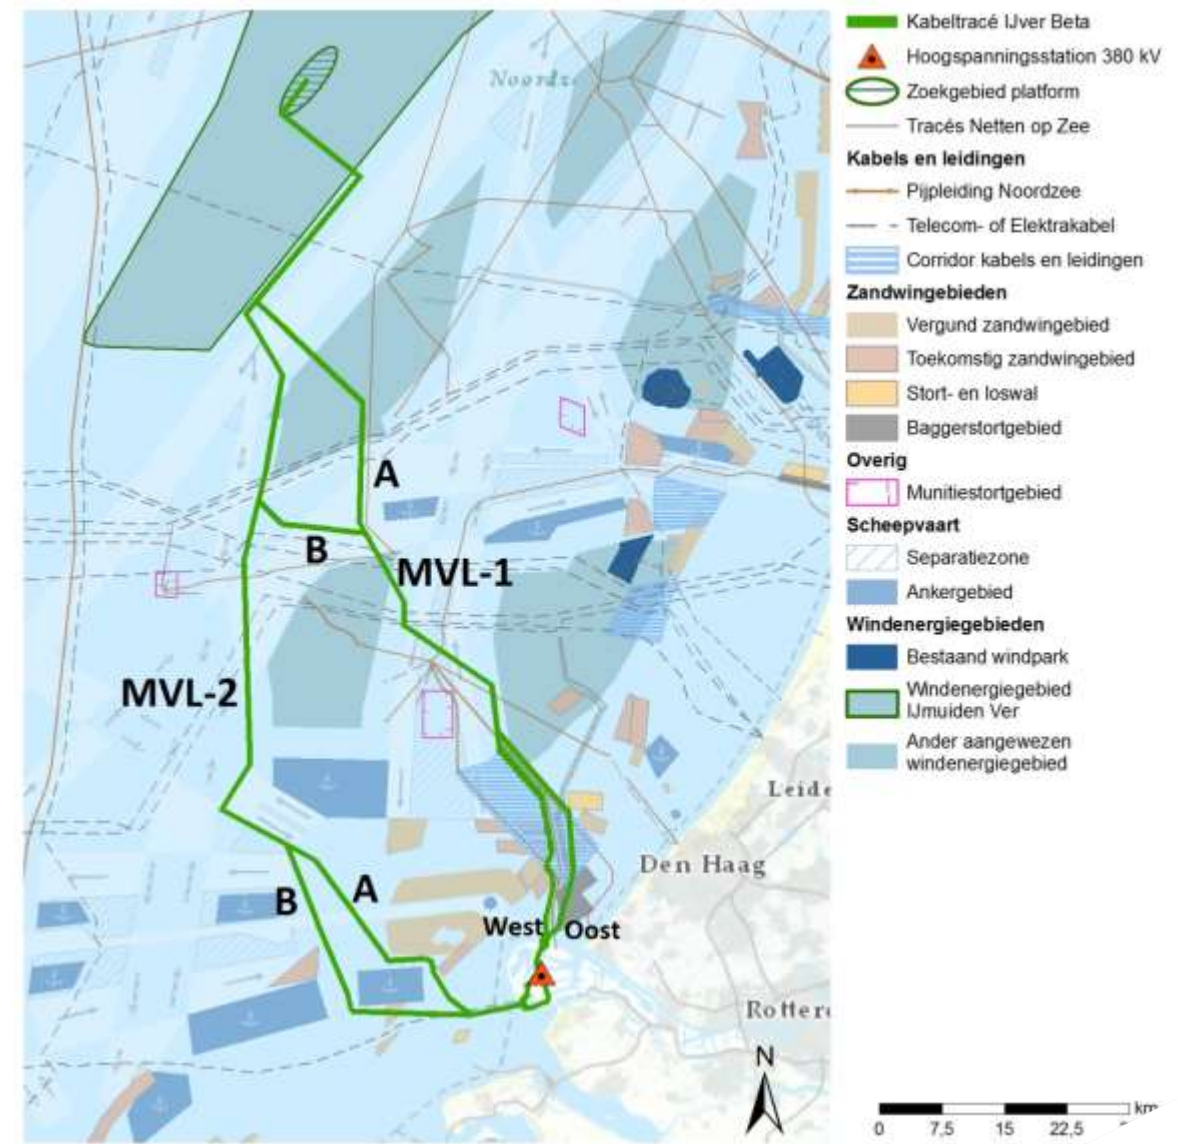 Noordz
A
B
MVL-1
MVL-2
A
B
West
Oost
Leide
Den Haag
Rotter
N
Kabeltracé IJver Beta
Hoogspanningsstation 380 kV
Zoekgebied platform
Tracés Netten op Zee
Kabels en leidingen
Pijpleiding Noordzee
Telecom- of Elektrakabel
Corridor kabels en leidingen
Zandwingebieden
Vergund zandwingebied
Toekomstig zandwingebied
Stort- en loswal
Baggerstortgebied
Overig
Munitiestortgebied
Scheepvaart
Separatiezone
Ankergebied
Windenergiegebieden
Bestaand windpark
Windenergiegebied
IJmuiden Ver
Ander aangewezen
windenergiegebied
km
0 7,5 15 22,5